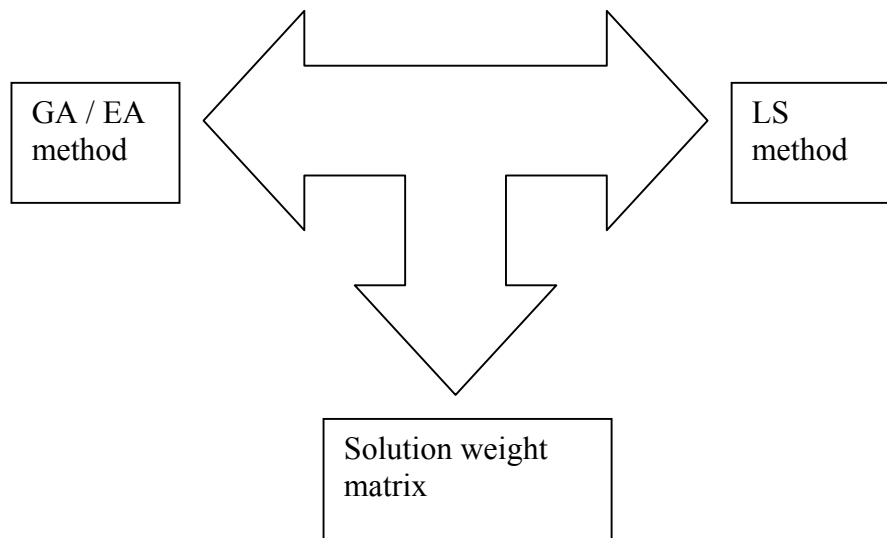 GA / EA
method
LS
method
Solution weight
matrix